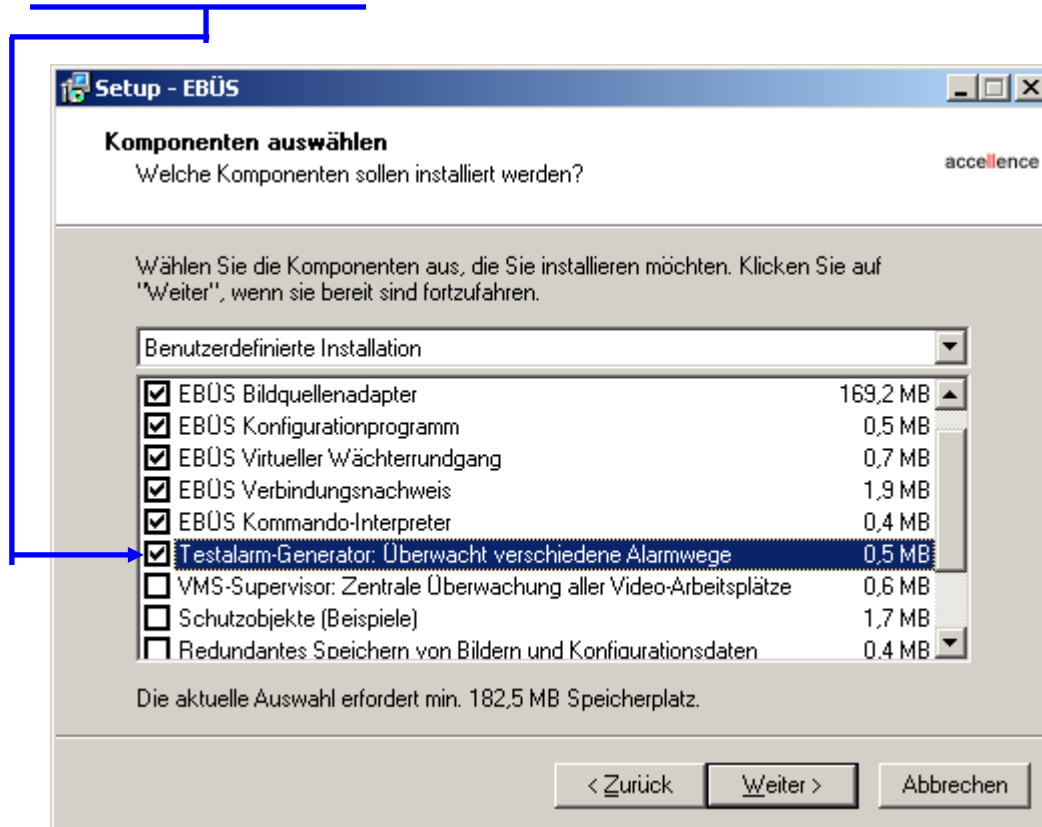 Setup - EBÜS
Komponenten auswählen
Welche Komponenten sollen installiert werden?
accellence
Wählen Sie die Komponenten aus, die Sie installieren möchten. Klicken Sie auf
"Weiter", wenn sie bereit sind fortzufahren.
Benutzerdefinierte Installation
EBÜS Bildquellenadapter 169,2 MB
EBÜS Konfigurationprogramm 0,5 MB
EBÜS Virtueller Wächterrundgang 0,7 MB
EBÜS Verbindungsnachweis 1,9 MB
EBÜS Kommando-Interpreter 0,4 MB
Testalarm-Generator: Überwacht verschiedene Alarmwege 0,5 MB
VMS-Supervisor: Zentrale Überwachung aller Video-Arbeitsplätze 0,6 MB
Schutzobjekte (Beispiele) 1,7 MB
Redundantes Speichern von Bildern und Konfigurationsdaten 0,4 MB
Die aktuelle Auswahl erfordert min. 182,5 MB Speicherplatz.
< Zurück Weiter > Abbrechen